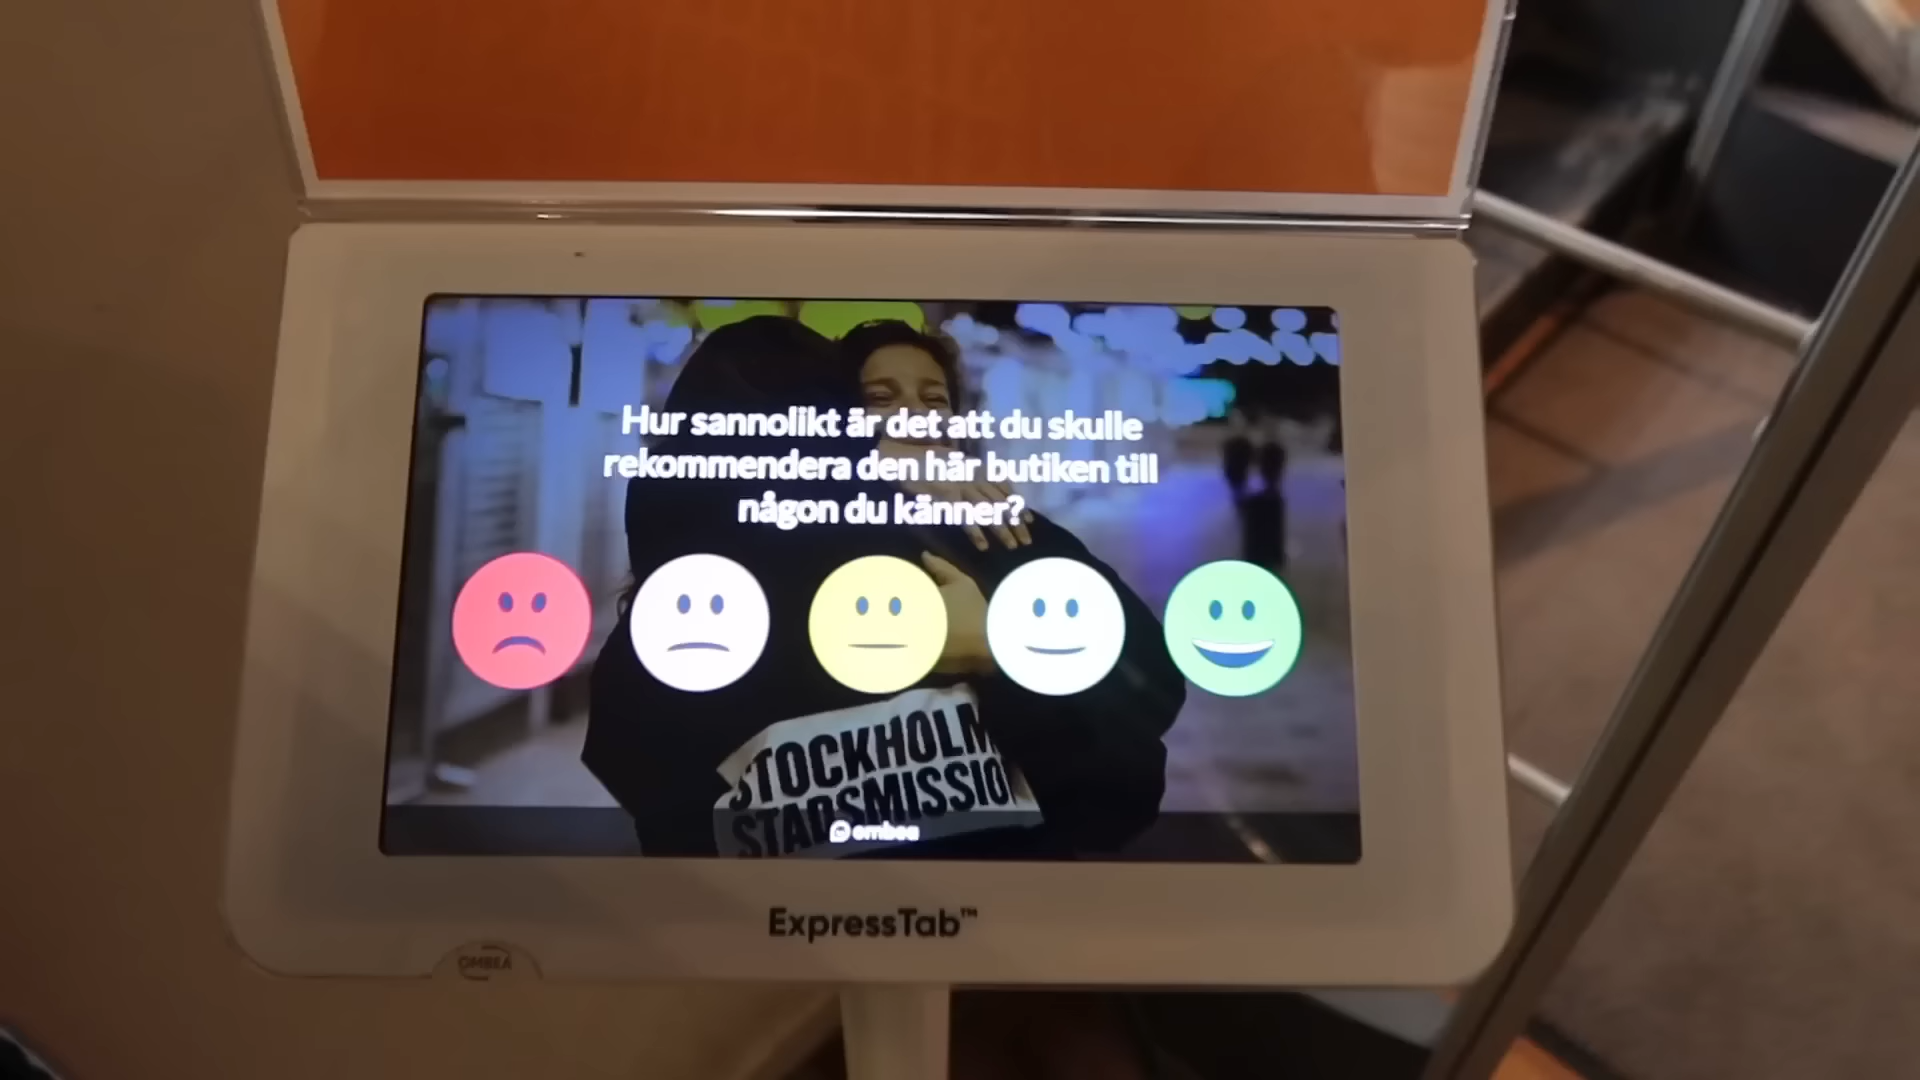 Hur sannolikt är det att du skulle
rekommendera den här butiken till
någon du känner?
STOCKHOLM
STADSMISSION
ombea
ExpressTab™
OMBEA